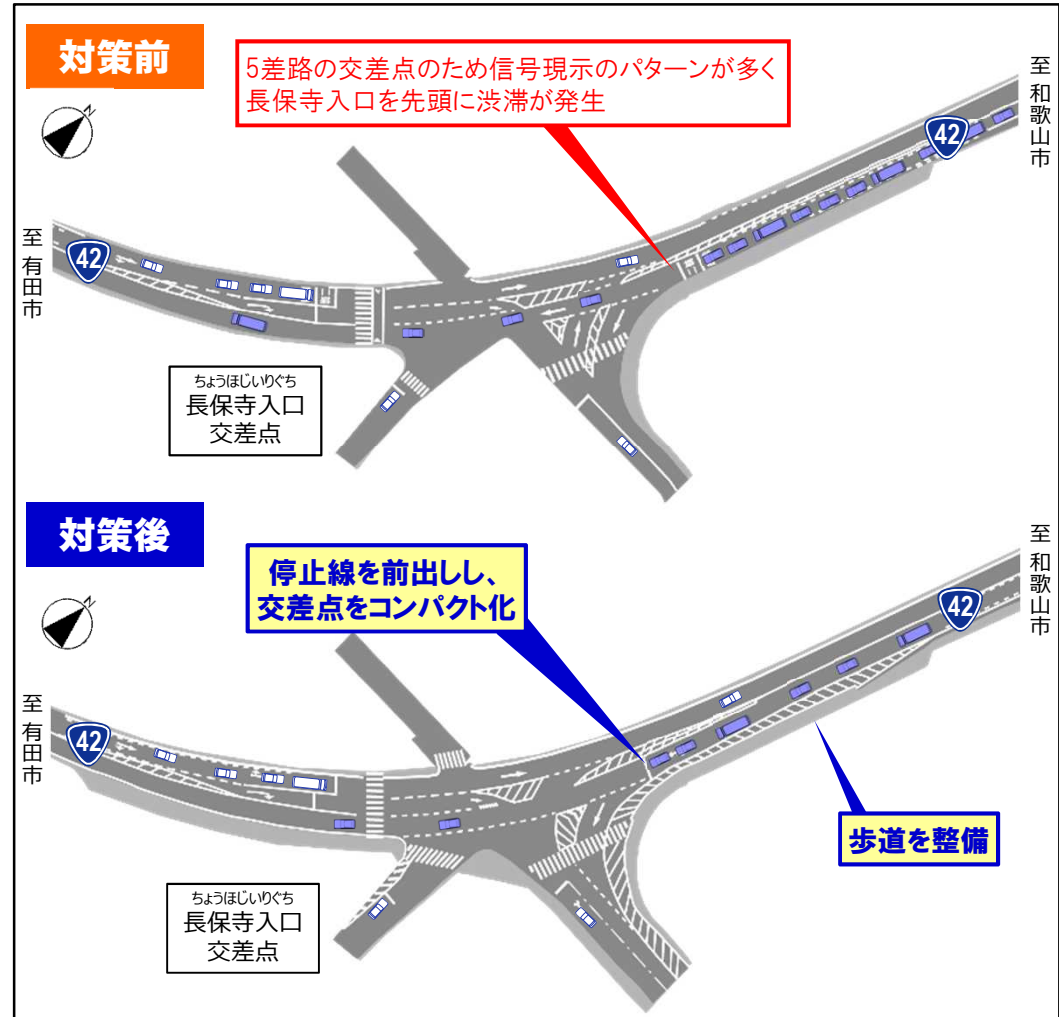 対策前
5差路の交差点のため信号現示のパターンが多く
長保寺入口を先頭に渋滞が発生
至 和歌山市
42
N
至 有田市
42
ちょうほじいりぐち
長保寺入口
交差点
対策後
停止線を前出しし、
交差点をコンパクト化
至 和歌山市
42
N
至 有田市
42
歩道を整備
ちょうほじいりぐち
長保寺入口
交差点